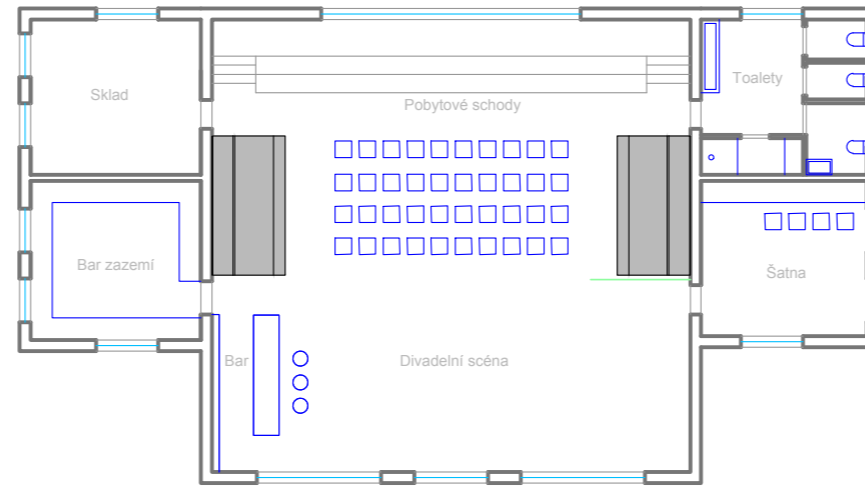 Sklad
Toalety
Pobytové schody
Bar zazemí
Šatna
Bar
Divadelní scéna